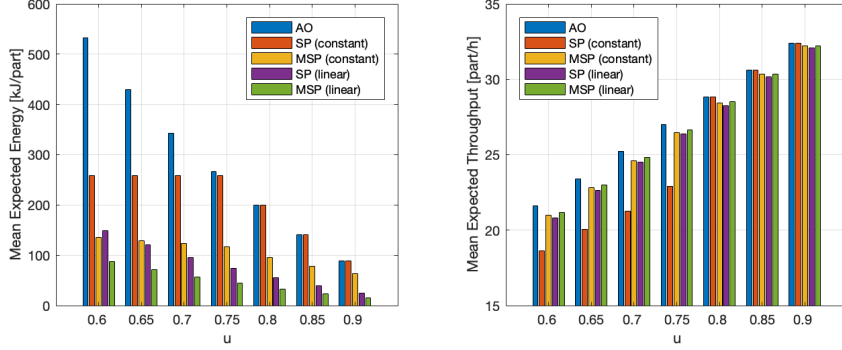 Mean Expected Energy [kJ/part]
600
500
400
300
200
100
0
AO
SP (constant)
MSP (constant)
SP (linear)
MSP (linear)
0.6 0.65 0.7 0.75 0.8 0.85 0.9
u
Mean Expected Throughput [part/h]
35
30
25
20
15
AO
SP (constant)
MSP (constant)
SP (linear)
MSP (linear)
0.6 0.65 0.7 0.75 0.8 0.85 0.9
u